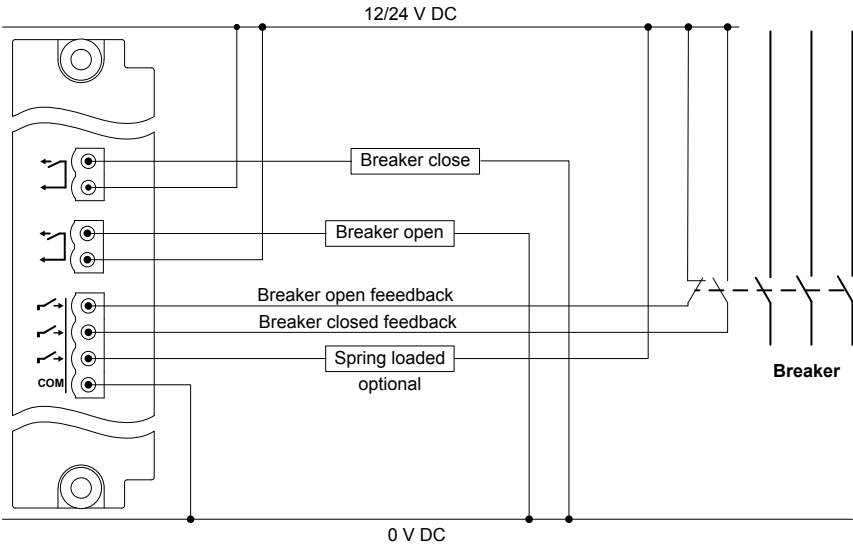 12/24 V DC
Breaker close
Breaker open
Breaker open feeedback
Breaker closed feedback
Spring loaded
optional
COM
Breaker
0 V DC